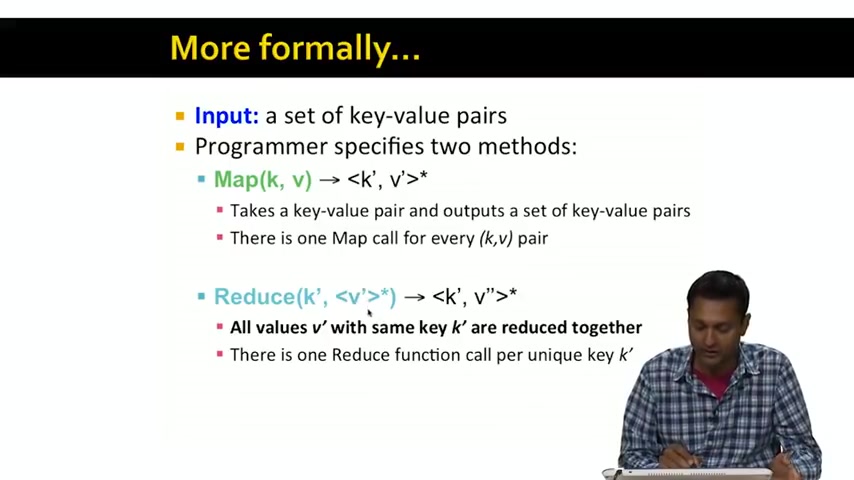 More formally...
Input: a set of key-value pairs
Programmer specifies two methods:
Map(k, v) → <k’, v’>*
Takes a key-value pair and outputs a set of key-value pairs
There is one Map call for every (k,v) pair
Reduce(k’, <v’>*) → <k’, v’’>*
All values v’ with same key k’ are reduced together
There is one Reduce function call per unique key k’